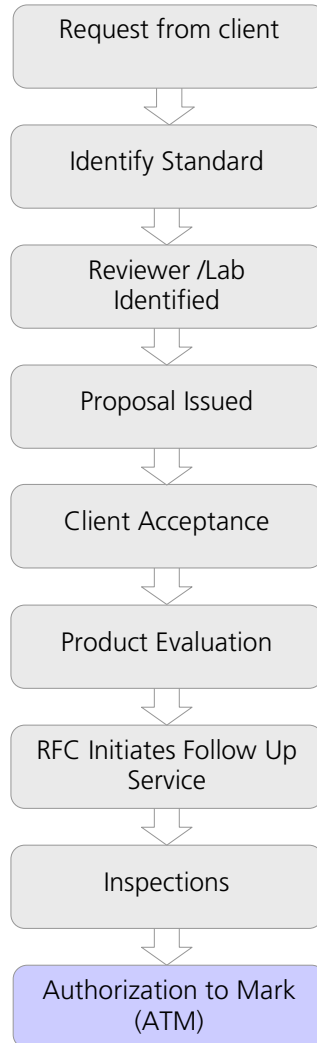 Request from client
Identify Standard
Reviewer /Lab
Identified
Proposal Issued
Client Acceptance
Product Evaluation
RFC Initiates Follow Up
Service
Inspections
Authorization to Mark
(ATM)